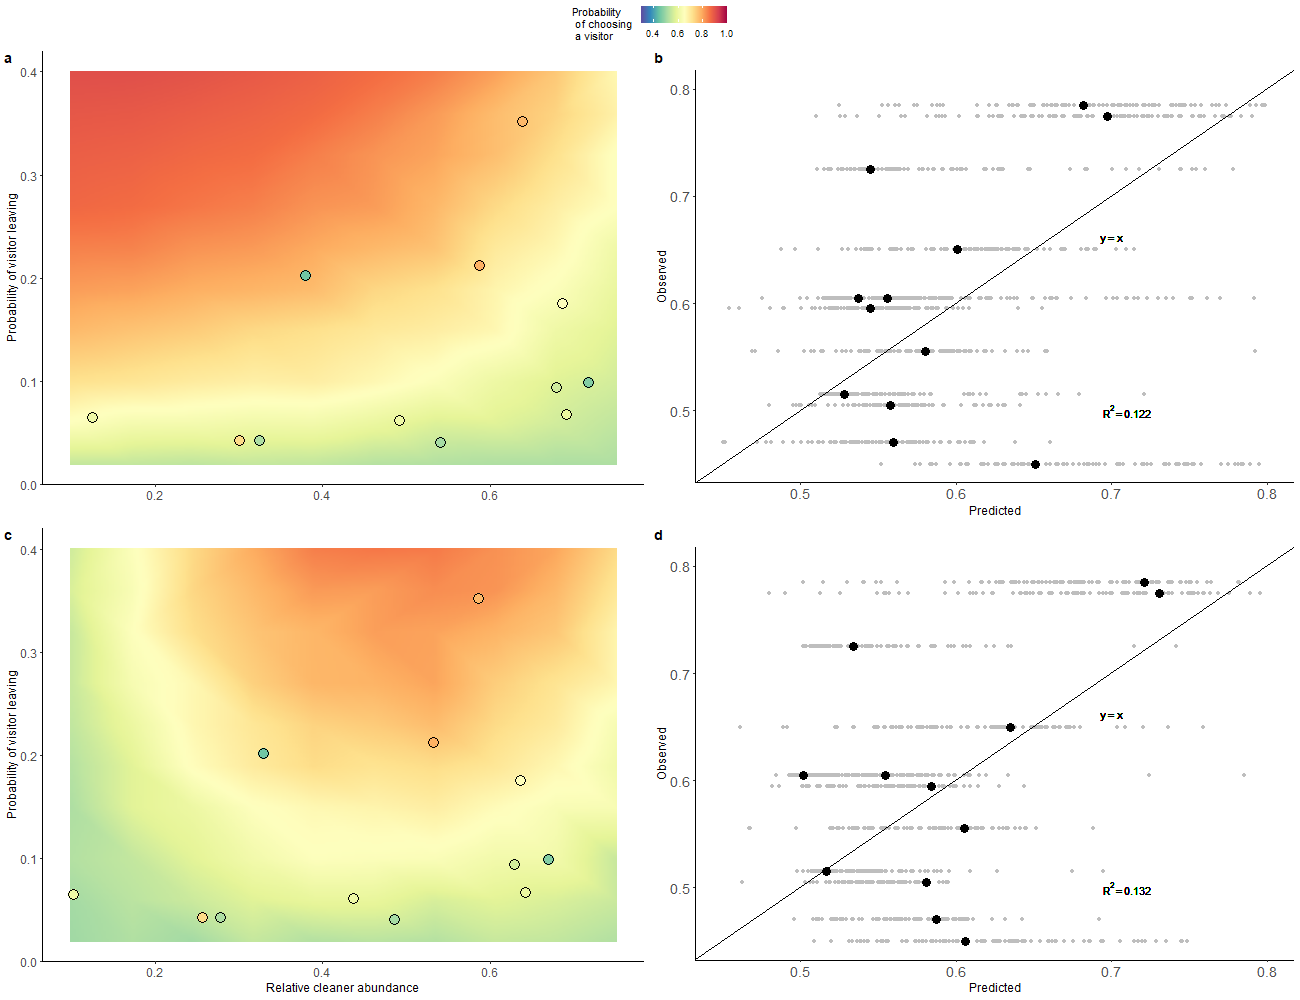 Probability
of choosing
a visitor
0.4 0.6 0.8 1.0
a
Probability of visitor leaving
0.4
0.3
0.2
0.1
0.0
0.2 0.4 0.6
b
Observed
0.8
0.7
0.6
0.5
y=x
R²=0.122
0.5 0.6 0.7 0.8
Predicted
c
Probability of visitor leaving
0.4
0.3
0.2
0.1
0.0
0.2 0.4 0.6
Relative cleaner abundance
d
Observed
0.8
0.7
0.6
0.5
y=x
R²=0.132
0.5 0.6 0.7 0.8
Predicted